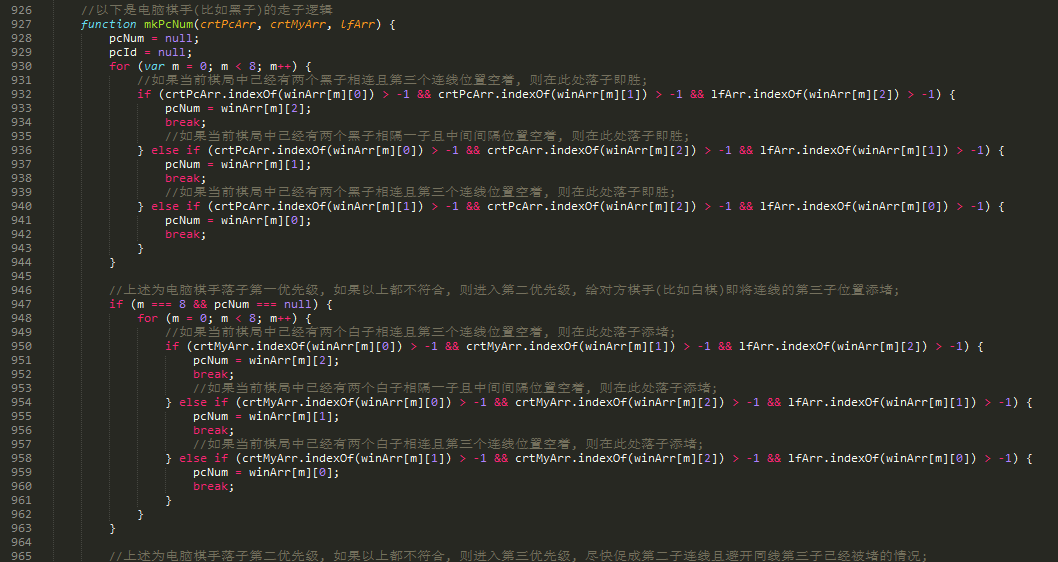 926 //以下是电脑棋手(比如黑子)的走子逻辑
927 function mkPcNum(crtPcArr, crtMyArr, lfArr) {
928 pcNum = null;
929 pcId = null;
930 for (var m = 0; m < 8; m++) {
931 //如果当前棋局中已经有两个黑子相连且第三个连线位置空着, 则在此处落子即胜;
932 if (crtPcArr.indexOf(winArr[m][0]) > -1 && crtPcArr.indexOf(winArr[m][1]) > -1 && lfArr.indexOf(winArr[m][2]) > -1) {
933 pcNum = winArr[m][2];
934 break;
935 //如果当前棋局中已经有两个黑子相隔一子且中间间隔位置空着, 则在此处落子即胜;
936 } else if (crtPcArr.indexOf(winArr[m][0]) > -1 && crtPcArr.indexOf(winArr[m][2]) > -1 && lfArr.indexOf(winArr[m][1]) > -1) {
937 pcNum = winArr[m][1];
938 break;
939 //如果当前棋局中已经有两个黑子相连且第三个连线位置空着, 则在此处落子即胜;
940 } else if (crtPcArr.indexOf(winArr[m][1]) > -1 && crtPcArr.indexOf(winArr[m][2]) > -1 && lfArr.indexOf(winArr[m][0]) > -1) {
941 pcNum = winArr[m][0];
942 break;
943 }
944 }
945
946 //上述为电脑棋手落子第一优先级, 如果以上都不符合, 则进入第二优先级, 给对方棋手(比如白棋)即将连线的第三子位置添堵;
947 if (m === 8 && pcNum === null) {
948 for (m = 0; m < 8; m++) {
949 //如果当前棋局中已经有两个白子相连且第三个连线位置空着, 则在此处落子添堵;
950 if (crtMyArr.indexOf(winArr[m][0]) > -1 && crtMyArr.indexOf(winArr[m][1]) > -1 && lfArr.indexOf(winArr[m][2]) > -1) {
951 pcNum = winArr[m][2];
952 break;
953 //如果当前棋局中已经有两个白子相隔一子且中间间隔位置空着, 则在此处落子添堵;
954 } else if (crtMyArr.indexOf(winArr[m][0]) > -1 && crtMyArr.indexOf(winArr[m][2]) > -1 && lfArr.indexOf(winArr[m][1]) > -1) {
955 pcNum = winArr[m][1];
956 break;
957 //如果当前棋局中已经有两个白子相连且第三个连线位置空着, 则在此处落子添堵;
958 } else if (crtMyArr.indexOf(winArr[m][1]) > -1 && crtMyArr.indexOf(winArr[m][2]) > -1 && lfArr.indexOf(winArr[m][0]) > -1) {
959 pcNum = winArr[m][0];
960 break;
961 }
962 }
963 }
964
965 //上述为电脑棋手落子第二优先级, 如果以上都不符合, 则进入第三优先级, 尽快促成第二子连线且避开同线第三子已经被堵的情况;